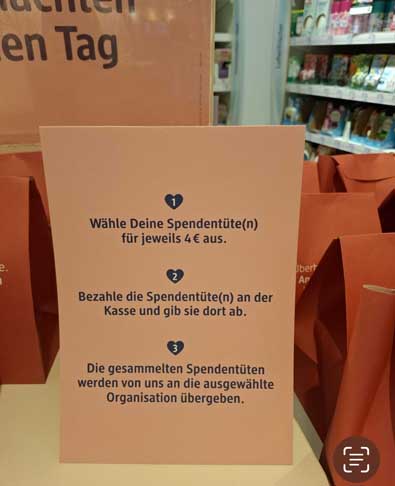 en Tag
1
Wähle Deine Spendentüte(n)
für jeweils 4 € aus.
2
Bezahle die Spendentüte(n) an der
Kasse und gib sie dort ab.
3
Die gesammelten Spendentüten
werden von uns an die ausgewählte
Organisation übergeben.